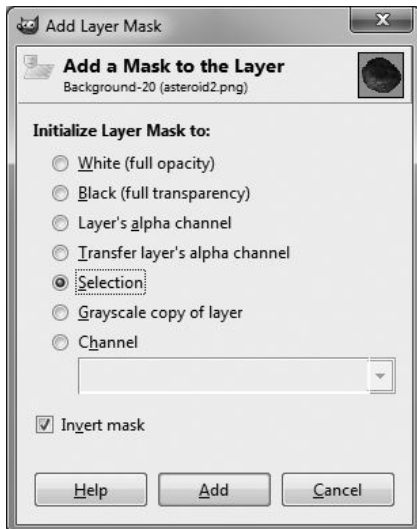 Add Layer Mask
Add a Mask to the Layer
Background-20 (asteroid2.png)
Initialize Layer Mask to:
White (full opacity)
Black (full transparency)
Layer's alpha channel
Transfer layer's alpha channel
Selection
Grayscale copy of layer
Channel
Invert mask
Help
Add
Cancel